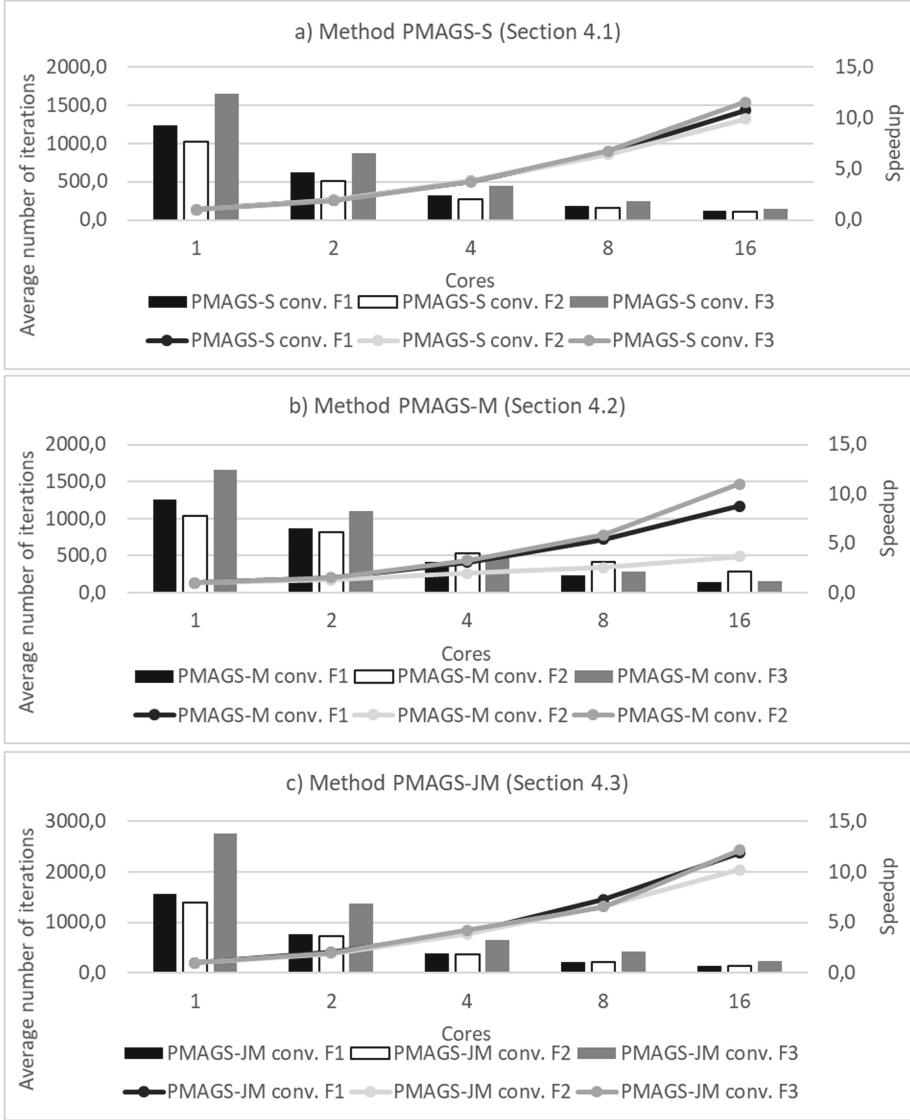 a) Method PMAGS-S (Section 4.1)
Average number of iterations
2000,0
1500,0
1000,0
500,0
0,0
15,0
10,0
5,0
0,0
Speedup
1 2 4 8 16
Cores
PMAGS-S conv. F1 PMAGS-S conv. F2 PMAGS-S conv. F3
PMAGS-S conv. F1 PMAGS-S conv. F2 PMAGS-S conv. F3
b) Method PMAGS-M (Section 4.2)
Average number of iterations
2000,0
1500,0
1000,0
500,0
0,0
15,0
10,0
5,0
0,0
Speedup
1 2 4 8 16
Cores
PMAGS-M conv. F1 PMAGS-M conv. F2 PMAGS-M conv. F3
PMAGS-M conv. F1 PMAGS-M conv. F2 PMAGS-M conv. F2
c) Method PMAGS-JM (Section 4.3)
Average number of iterations
3000,0
2000,0
1000,0
0,0
15,0
10,0
5,0
0,0
Speedup
1 2 4 8 16
Cores
PMAGS-JM conv. F1 PMAGS-JM conv. F2 PMAGS-JM conv. F3
PMAGS-JM conv. F1 PMAGS-JM conv. F2 PMAGS-JM conv. F3